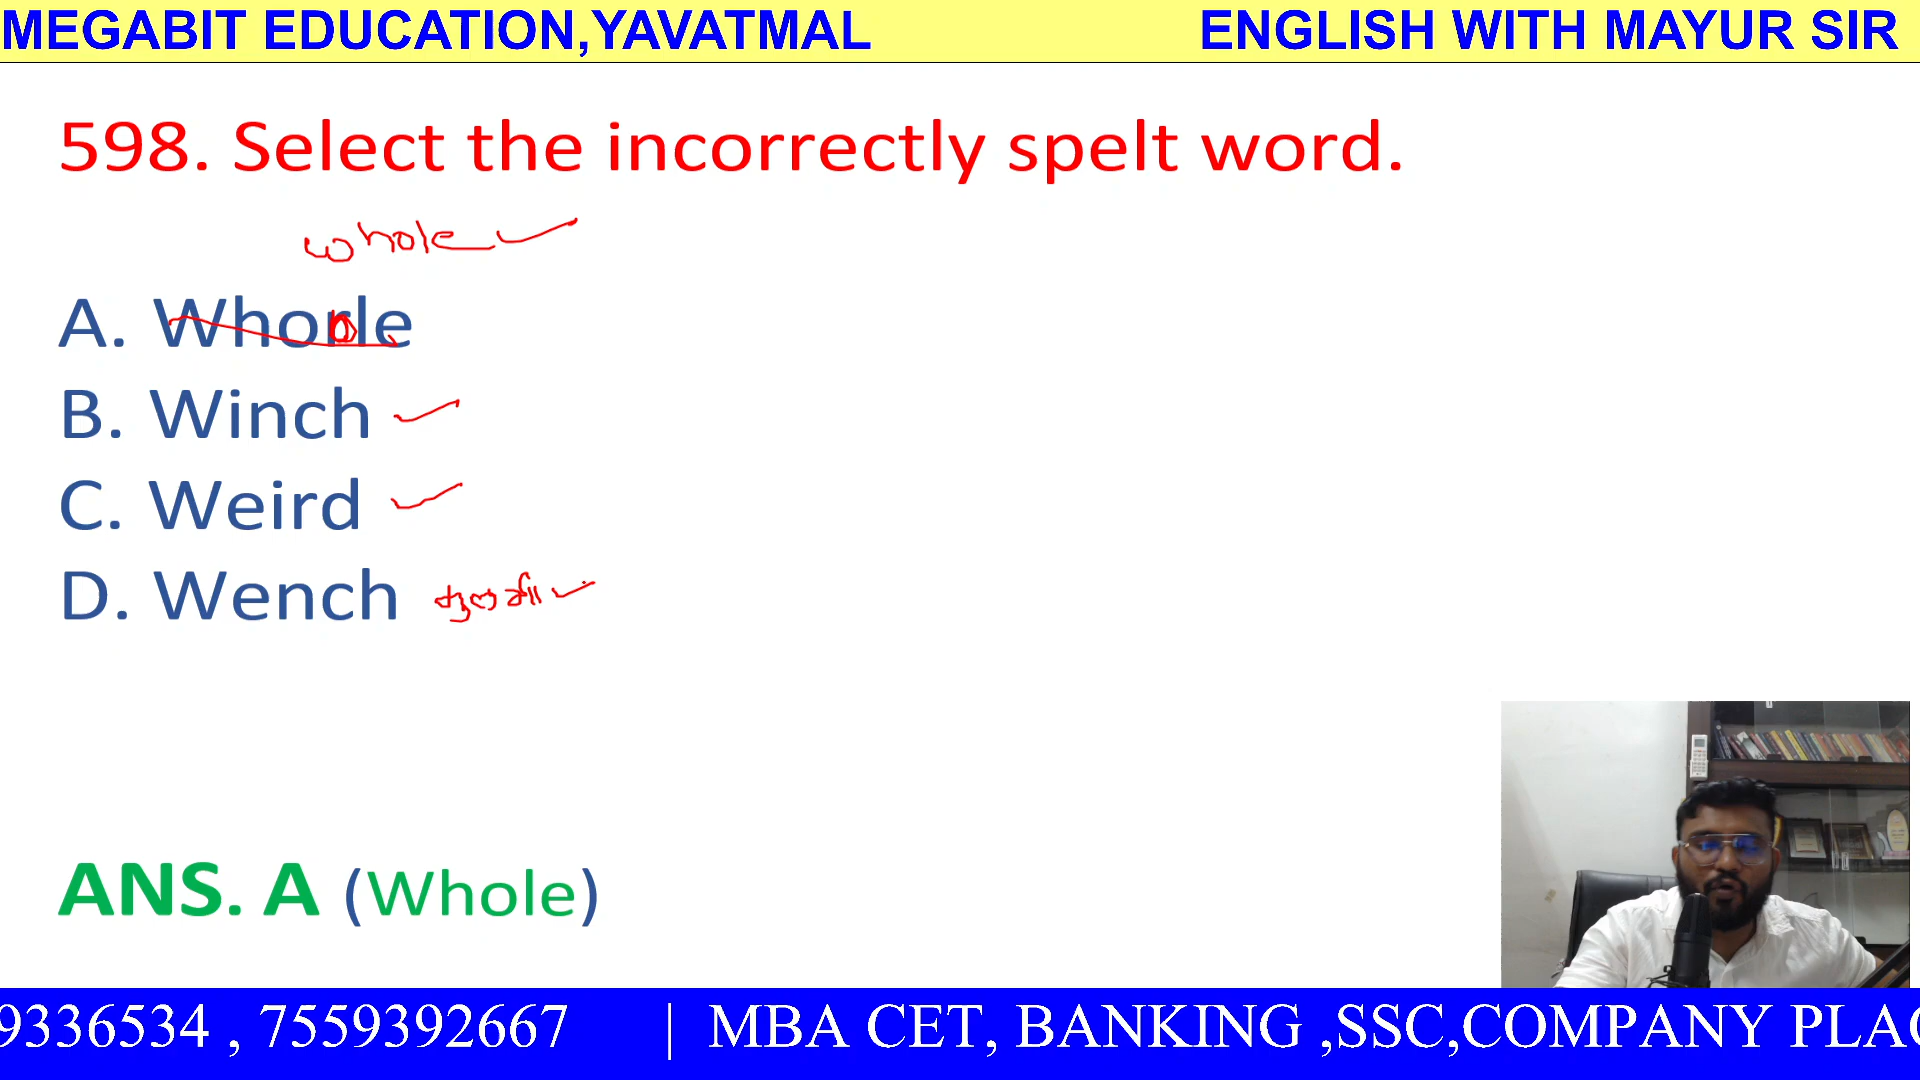 MEGABIT EDUCATION,YAVATMAL ENGLISH WITH MAYUR SIR
598. Select the incorrectly spelt word.
whole
A. Whorle
B. Winch
C. Weird
D. Wench
ANS. A (Whole)
9336534 , 7559392667 | MBA CET, BANKING ,SSC,COMPANY PLAC